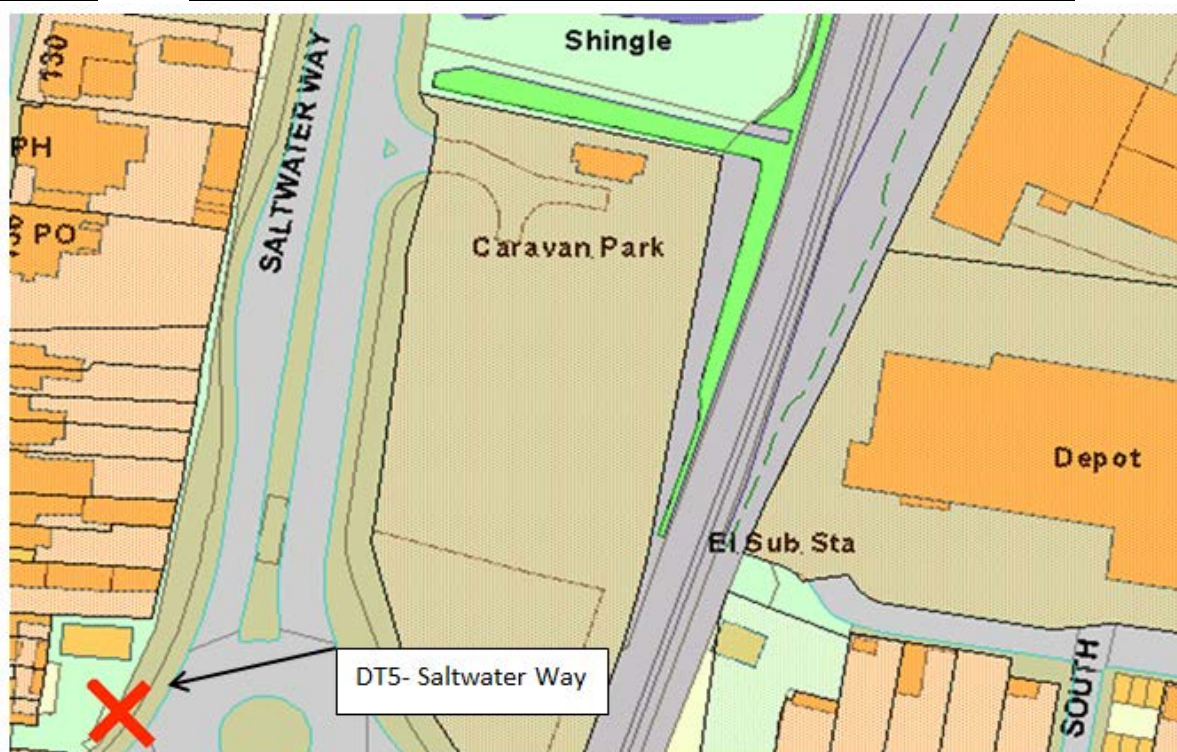 Shingle
130
SALTWATER WAY
PH
PO
Caravan Park
Depot
El Sub Sta
DT5- Saltwater Way
SOUTH